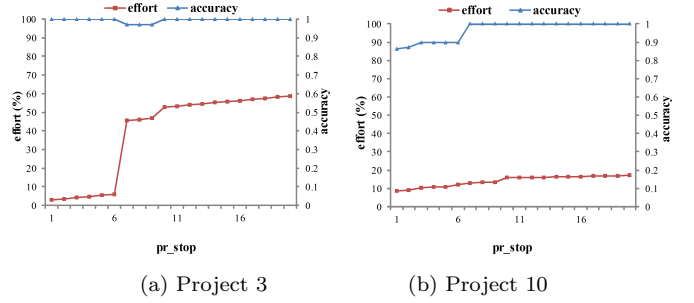 effort accuracy
100 1
90 0.9
80 0.8
70 0.7
60 0.6
50 0.5
40 0.4
30 0.3
20 0.2
10 0.1
0 0
effort (%)
accuracy
1 6 11 16
pr_stop
(a) Project 3
effort accuracy
100 1
90 0.9
80 0.8
70 0.7
60 0.6
50 0.5
40 0.4
30 0.3
20 0.2
10 0.1
0 0
effort (%)
accuracy
1 6 11 16
pr_stop
(b) Project 10